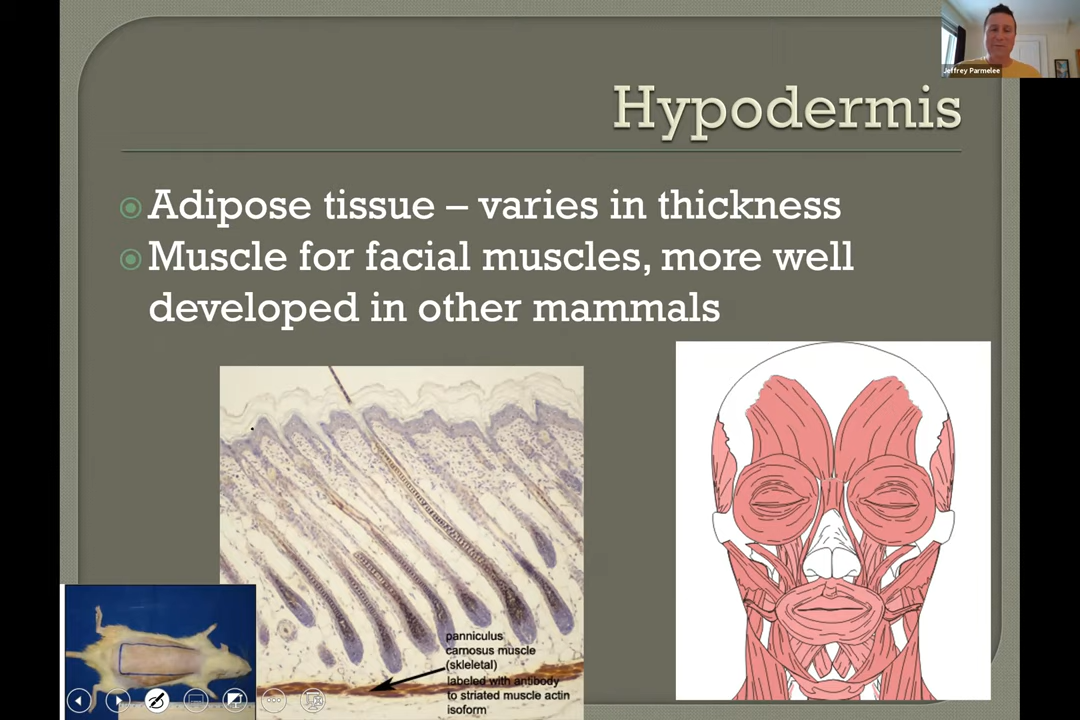 Jeffrey Parmelee
Hypodermis
Adipose tissue – varies in thickness
Muscle for facial muscles, more well
developed in other mammals
panniculus
carnosus muscle
(skleletal)
labeled with antibody
to striated muscle actin
isoform